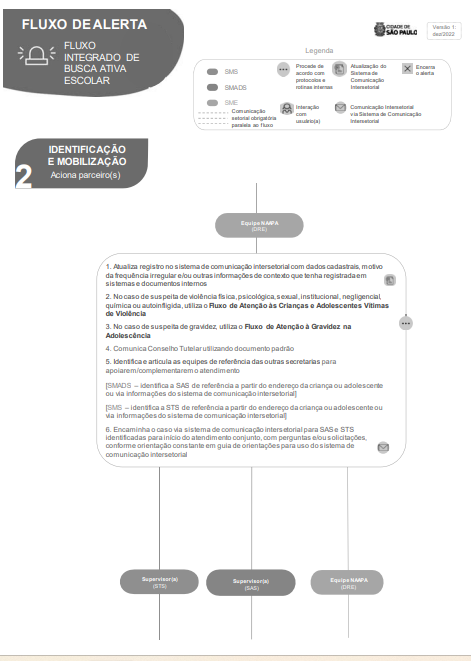 FLUXO DE ALERTA
FLUXO
INTEGRADO DE
BUSCA ATIVA
ESCOLAR
CIDADE DE
SÃO PAULO
Versão 1:
dez/2022
Legenda
SMS
SMADS
SME
Comunicação
setorial obrigatória
paralela ao fluxo
Procede de
acordo com
protocolos e
rotinas internas
Interação
com
usuário(a)
Atualização do
Sistema de
Comunicação
Intersetorial
Comunicação Intersetorial
via Sistema de Comunicação
Intersetorial
Encerra
o alerta
2
IDENTIFICAÇÃO
E MOBILIZAÇÃO
Aciona parceiro(s)
Equipe NAAPA
(DRE)
1. Atualiza registro no sistema de comunicação intersetorial com dados cadastrais, motivo
da frequência irregular e/ou outras informações de contexto que tenha registrada em
sistemas e documentos internos
2. No caso de suspeita de violência física, psicológica, sexual, institucional, negligencial,
química ou autoinfligida, utiliza o Fluxo de Atenção às Crianças e Adolescentes Vítimas
de Violência
3. No caso de suspeita de gravidez, utiliza o Fluxo de Atenção à Gravidez na
Adolescência
4. Comunica Conselho Tutelar utilizando documento padrão
5. Identifica e articula as equipes de referência das outras secretarias para
apoiarem/complementarem o atendimento
[SMADS – identifica a SAS de referência a partir do endereço da criança ou adolescente
ou via informações do sistema de comunicação intersetorial]
[SMS – identifica a STS de referência a partir do endereço da criança ou adolescente ou
via informações do sistema de comunicação intersetorial]
6. Encaminha o caso via sistema de comunicação intersetorial para SAS e STS
identificadas para início do atendimento conjunto, com perguntas e/ou solicitações,
conforme orientação constante em guia de orientações para uso do sistema de
comunicação intersetorial
Supervisor(a)
(STS)
Supervisor(a)
(SAS)
Equipe NAAPA
(DRE)